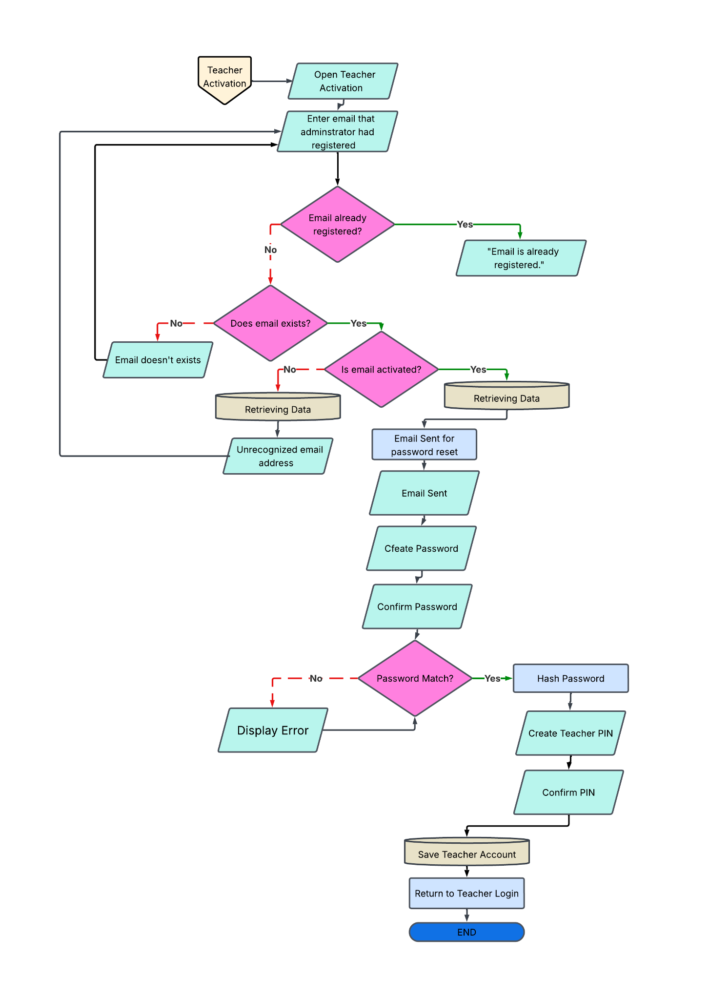 Teacher
Activation
Open Teacher
Activation
Enter email that
adminstrator had
registered
Email already
registered?
Yes
"Email is already
registered."
No
Does email exists?
No
Yes
Email doesn't exists
Is email activated?
No
Yes
Retrieving Data
Retrieving Data
Email Sent for
password reset
Unrecognized email
address
Email Sent
Cfeate Password
Confirm Password
Password Match?
No
Yes
Hash Password
Display Error
Create Teacher PIN
Confirm PIN
Save Teacher Account
Return to Teacher Login
END